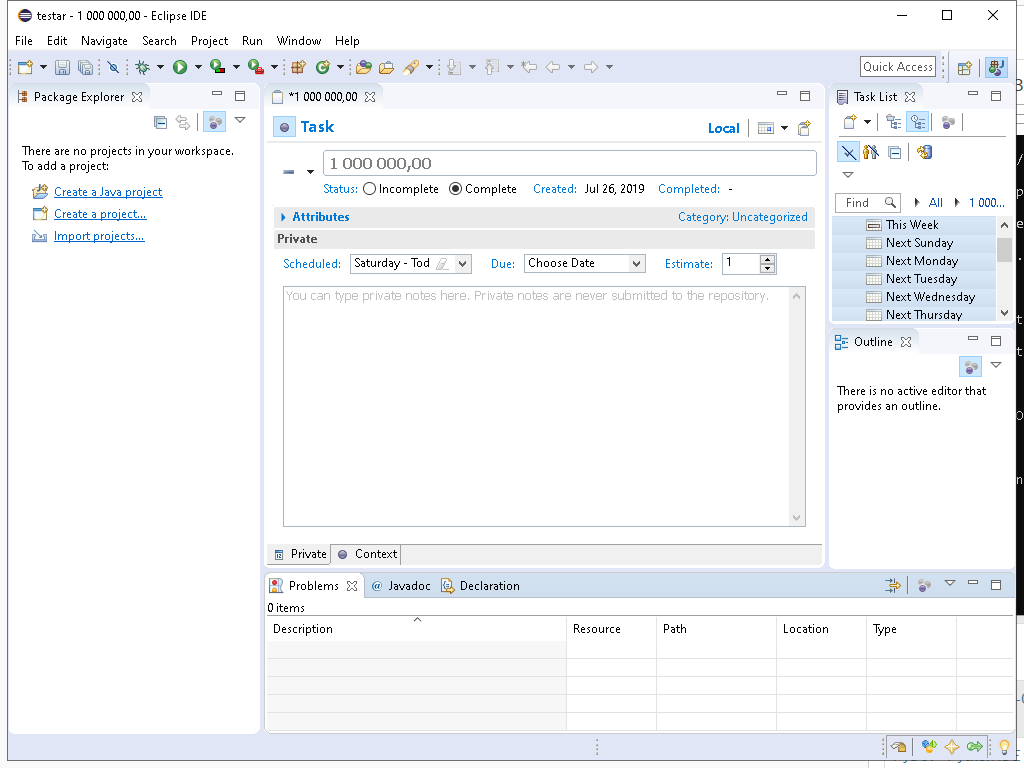 testar - 1 000 000,00 - Eclipse IDE
File Edit Navigate Search Project Run Window Help
Quick Access
Package Explorer
There are no projects in your workspace.
To add a project:
Create a Java project
Create a project...
Import projects...
*1 000 000,00
Task
Local
1 000 000,00
Status: Incomplete Complete Created: Jul 26, 2019 Completed: -
Attributes Category: Uncategorized
Private
Scheduled: Saturday - Tod Due: Choose Date Estimate: 1
You can type private notes here. Private notes are never submitted to the repository.
Private Context
Task List
Find All 1 000...
This Week
Next Sunday
Next Monday
Next Tuesday
Next Wednesday
Next Thursday
Outline
There is no active editor that
provides an outline.
Problems @ Javadoc Declaration
0 items
Description Resource Path Location Type